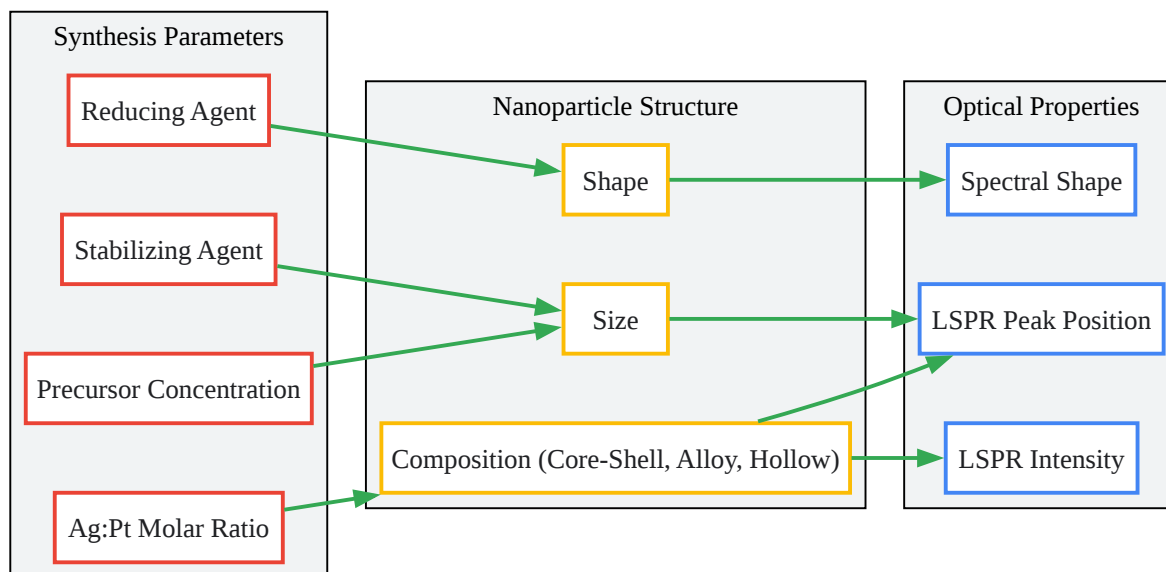 Synthesis Parameters
Reducing Agent
Stabilizing Agent
Precursor Concentration
Ag:Pt Molar Ratio
Nanoparticle Structure
Shape
Size
Composition (Core-Shell, Alloy, Hollow)
Optical Properties
Spectral Shape
LSPR Peak Position
LSPR Intensity